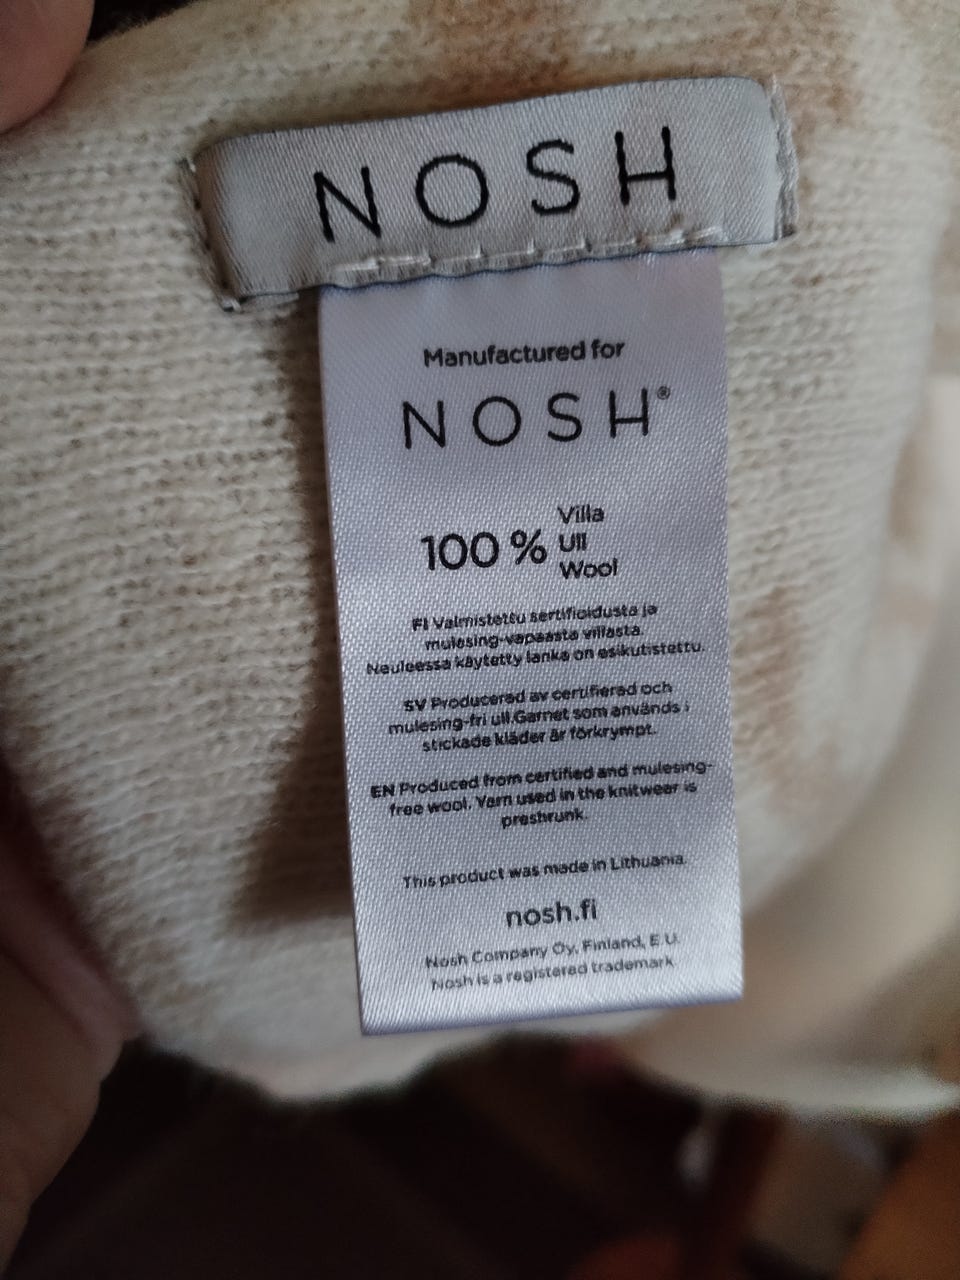 NOSH
Manufactured for
NOSH®
100 % Villa
Ull
Wool
FI Valmistettu sertifioidusta ja
mulesing-vapaasta villasta.
Neuleessa käytetty lanka on esikutistettu.
SV Producerad av certifierad och
mulesing-fri ull.Garnet som används i
stickade kläder är förkrympt.
EN Produced from certified and mulesing-
free wool. Yarn used in the knitwear is
preshrunk.
This product was made in Lithuania.
nosh.fi
Nosh Company Oy, Finland, E.U.
Nosh is a registered trademark